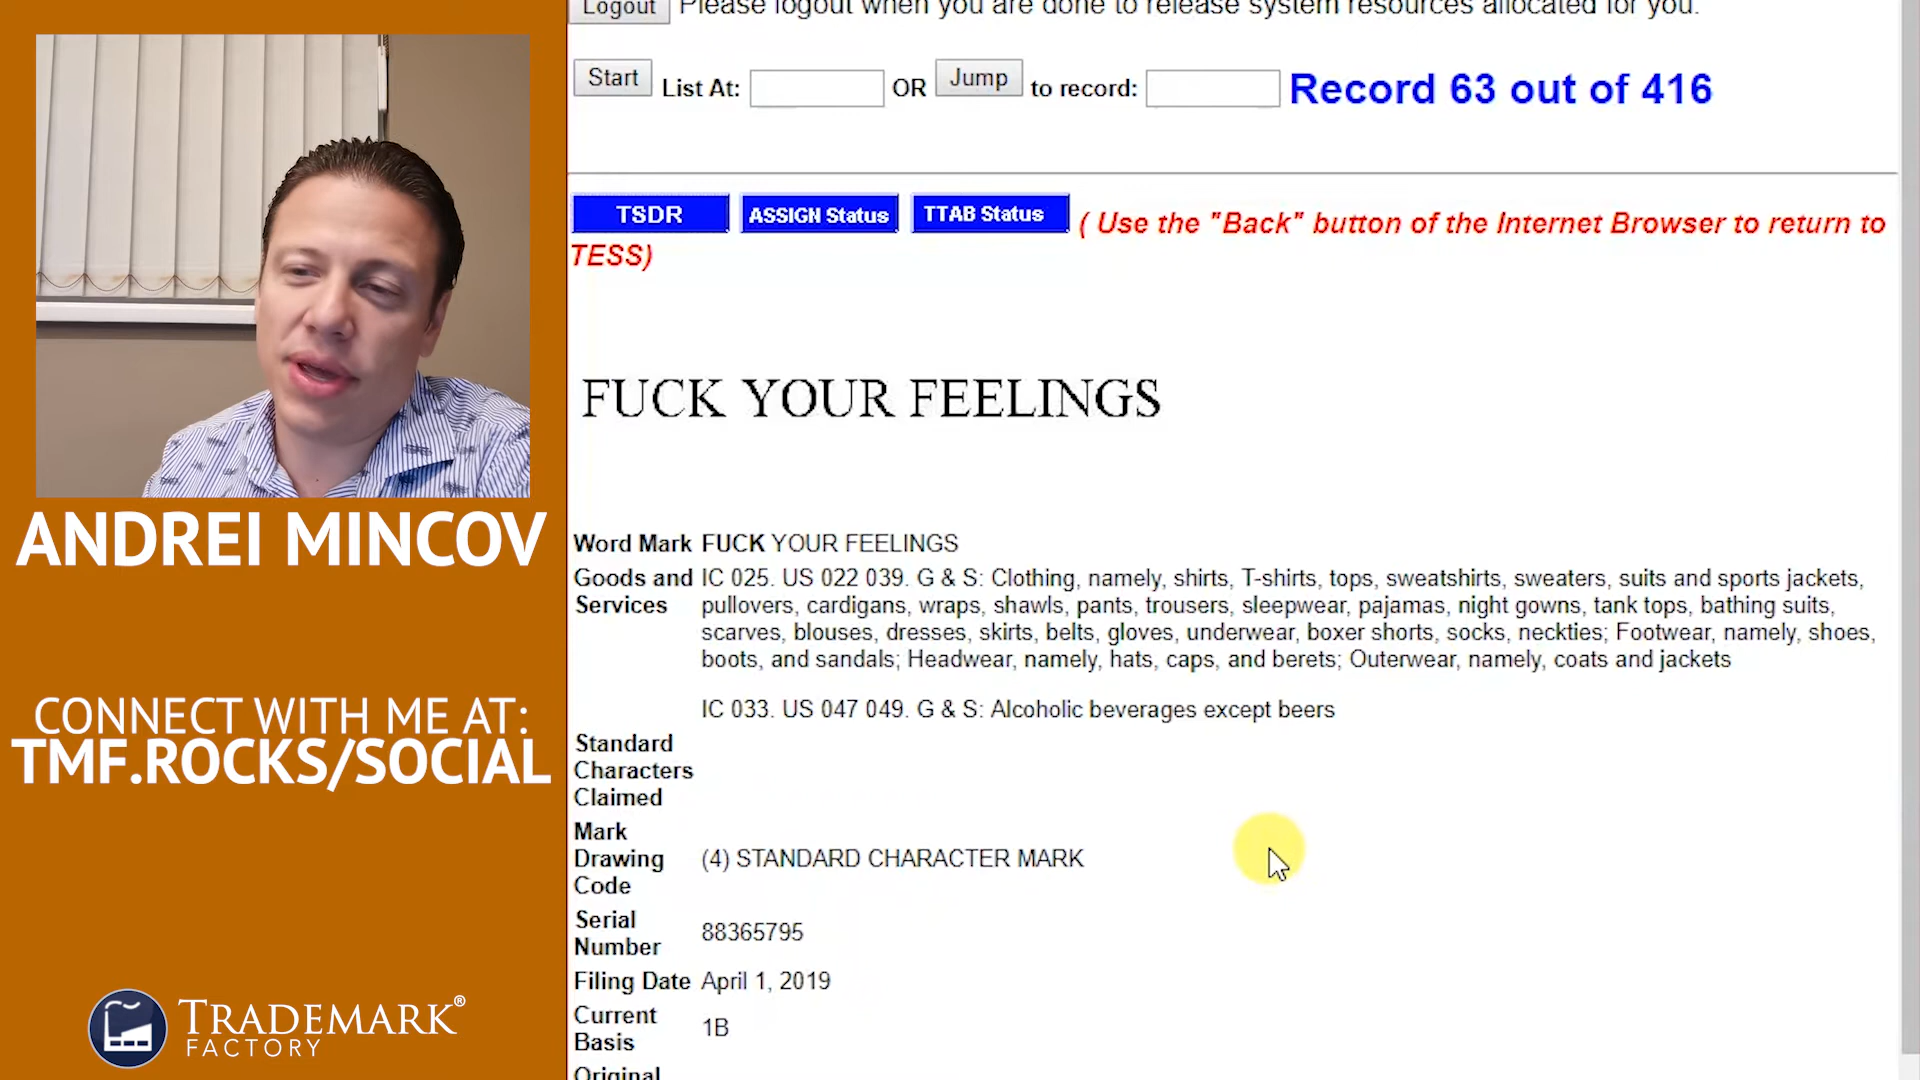 Logout Please logout when you are done to release system resources allocated for you.
Start List At: OR Jump to record: Record 63 out of 416
TSDR ASSIGN Status TTAB Status ( Use the "Back" button of the Internet Browser to return to
TESS)
FUCK YOUR FEELINGS
Word Mark FUCK YOUR FEELINGS
Goods and Services IC 025. US 022 039. G & S: Clothing, namely, shirts, T-shirts, tops, sweatshirts, sweaters, suits and sports jackets,
pullovers, cardigans, wraps, shawls, pants, trousers, sleepwear, pajamas, night gowns, tank tops, bathing suits,
scarves, blouses, dresses, skirts, belts, gloves, underwear, boxer shorts, socks, neckties; Footwear, namely, shoes,
boots, and sandals; Headwear, namely, hats, caps, and berets; Outerwear, namely, coats and jackets
IC 033. US 047 049. G & S: Alcoholic beverages except beers
Standard
Characters
Claimed
Mark
Drawing (4) STANDARD CHARACTER MARK
Code
Serial
Number 88365795
Filing Date April 1, 2019
Current
Basis 1B
Original
ANDREI MINCOV
CONNECT WITH ME AT:
TMF.ROCKS/SOCIAL
TRADEMARK®
FACTORY